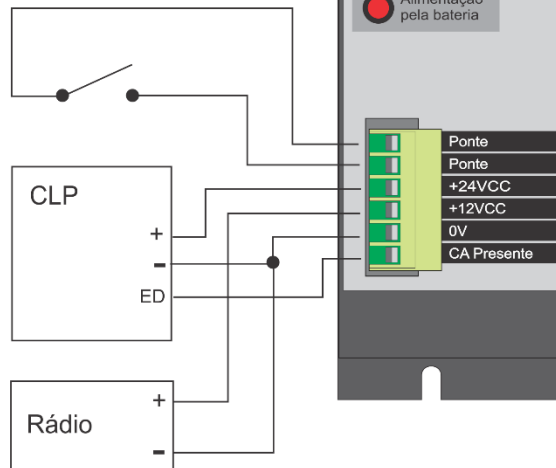 Alimentação
pela bateria
Ponte
Ponte
+24VCC
+12VCC
0V
CA Presente
CLP
+
-
ED
Rádio
+
-